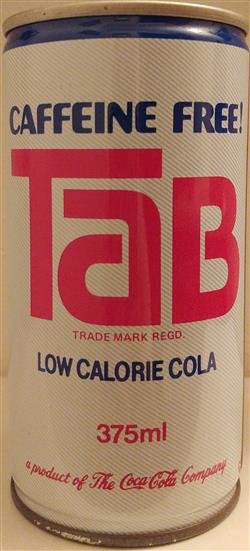 CAFFEINE FREE!
TaB
TRADE MARK REGD.
LOW CALORIE COLA
375ml
a product of The Coca-Cola Company